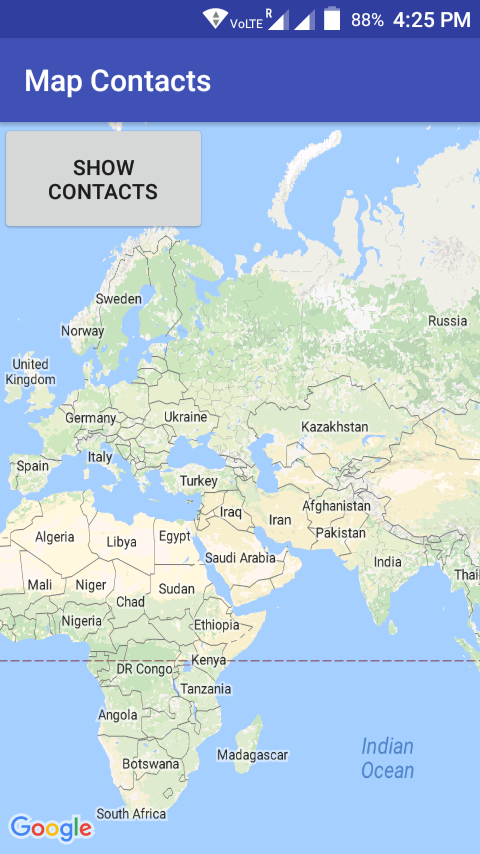 VoLTE R 88% 4:25 PM
Map Contacts
SHOW
CONTACTS
Sweden
Russia
Norway
United
Kingdom
Germany
Ukraine
Kazakhstan
Italy
Spain
Turkey
Afghanistan
Iraq
Iran
Pakistan
Algeria
Libya
Egypt
Saudi Arabia
India
Thai
Mali
Niger
Sudan
Chad
Nigeria
Ethiopia
Kenya
DR Congo
Tanzania
Angola
Indian
Ocean
Madagascar
Botswana
South Africa
Google